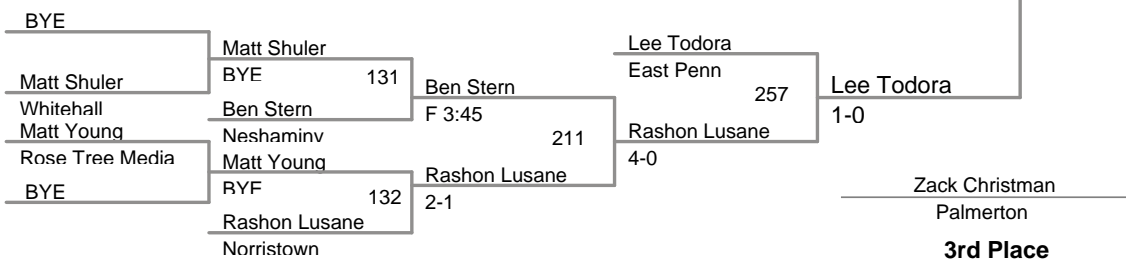 BYE
Matt Shuler
Whitehall
Matt Young
Rose Tree Media
BYE
Matt Shuler
BYE
131
Ben Stern
Neshaminy
Matt Young
BYE
132
Rashon Lusane
Norristown
Ben Stern
F 3:45
211
Rashon Lusane
2-1
Lee Todora
East Penn
257
Rashon Lusane
4-0
Lee Todora
1-0
Zack Christman
Palmerton
3rd Place